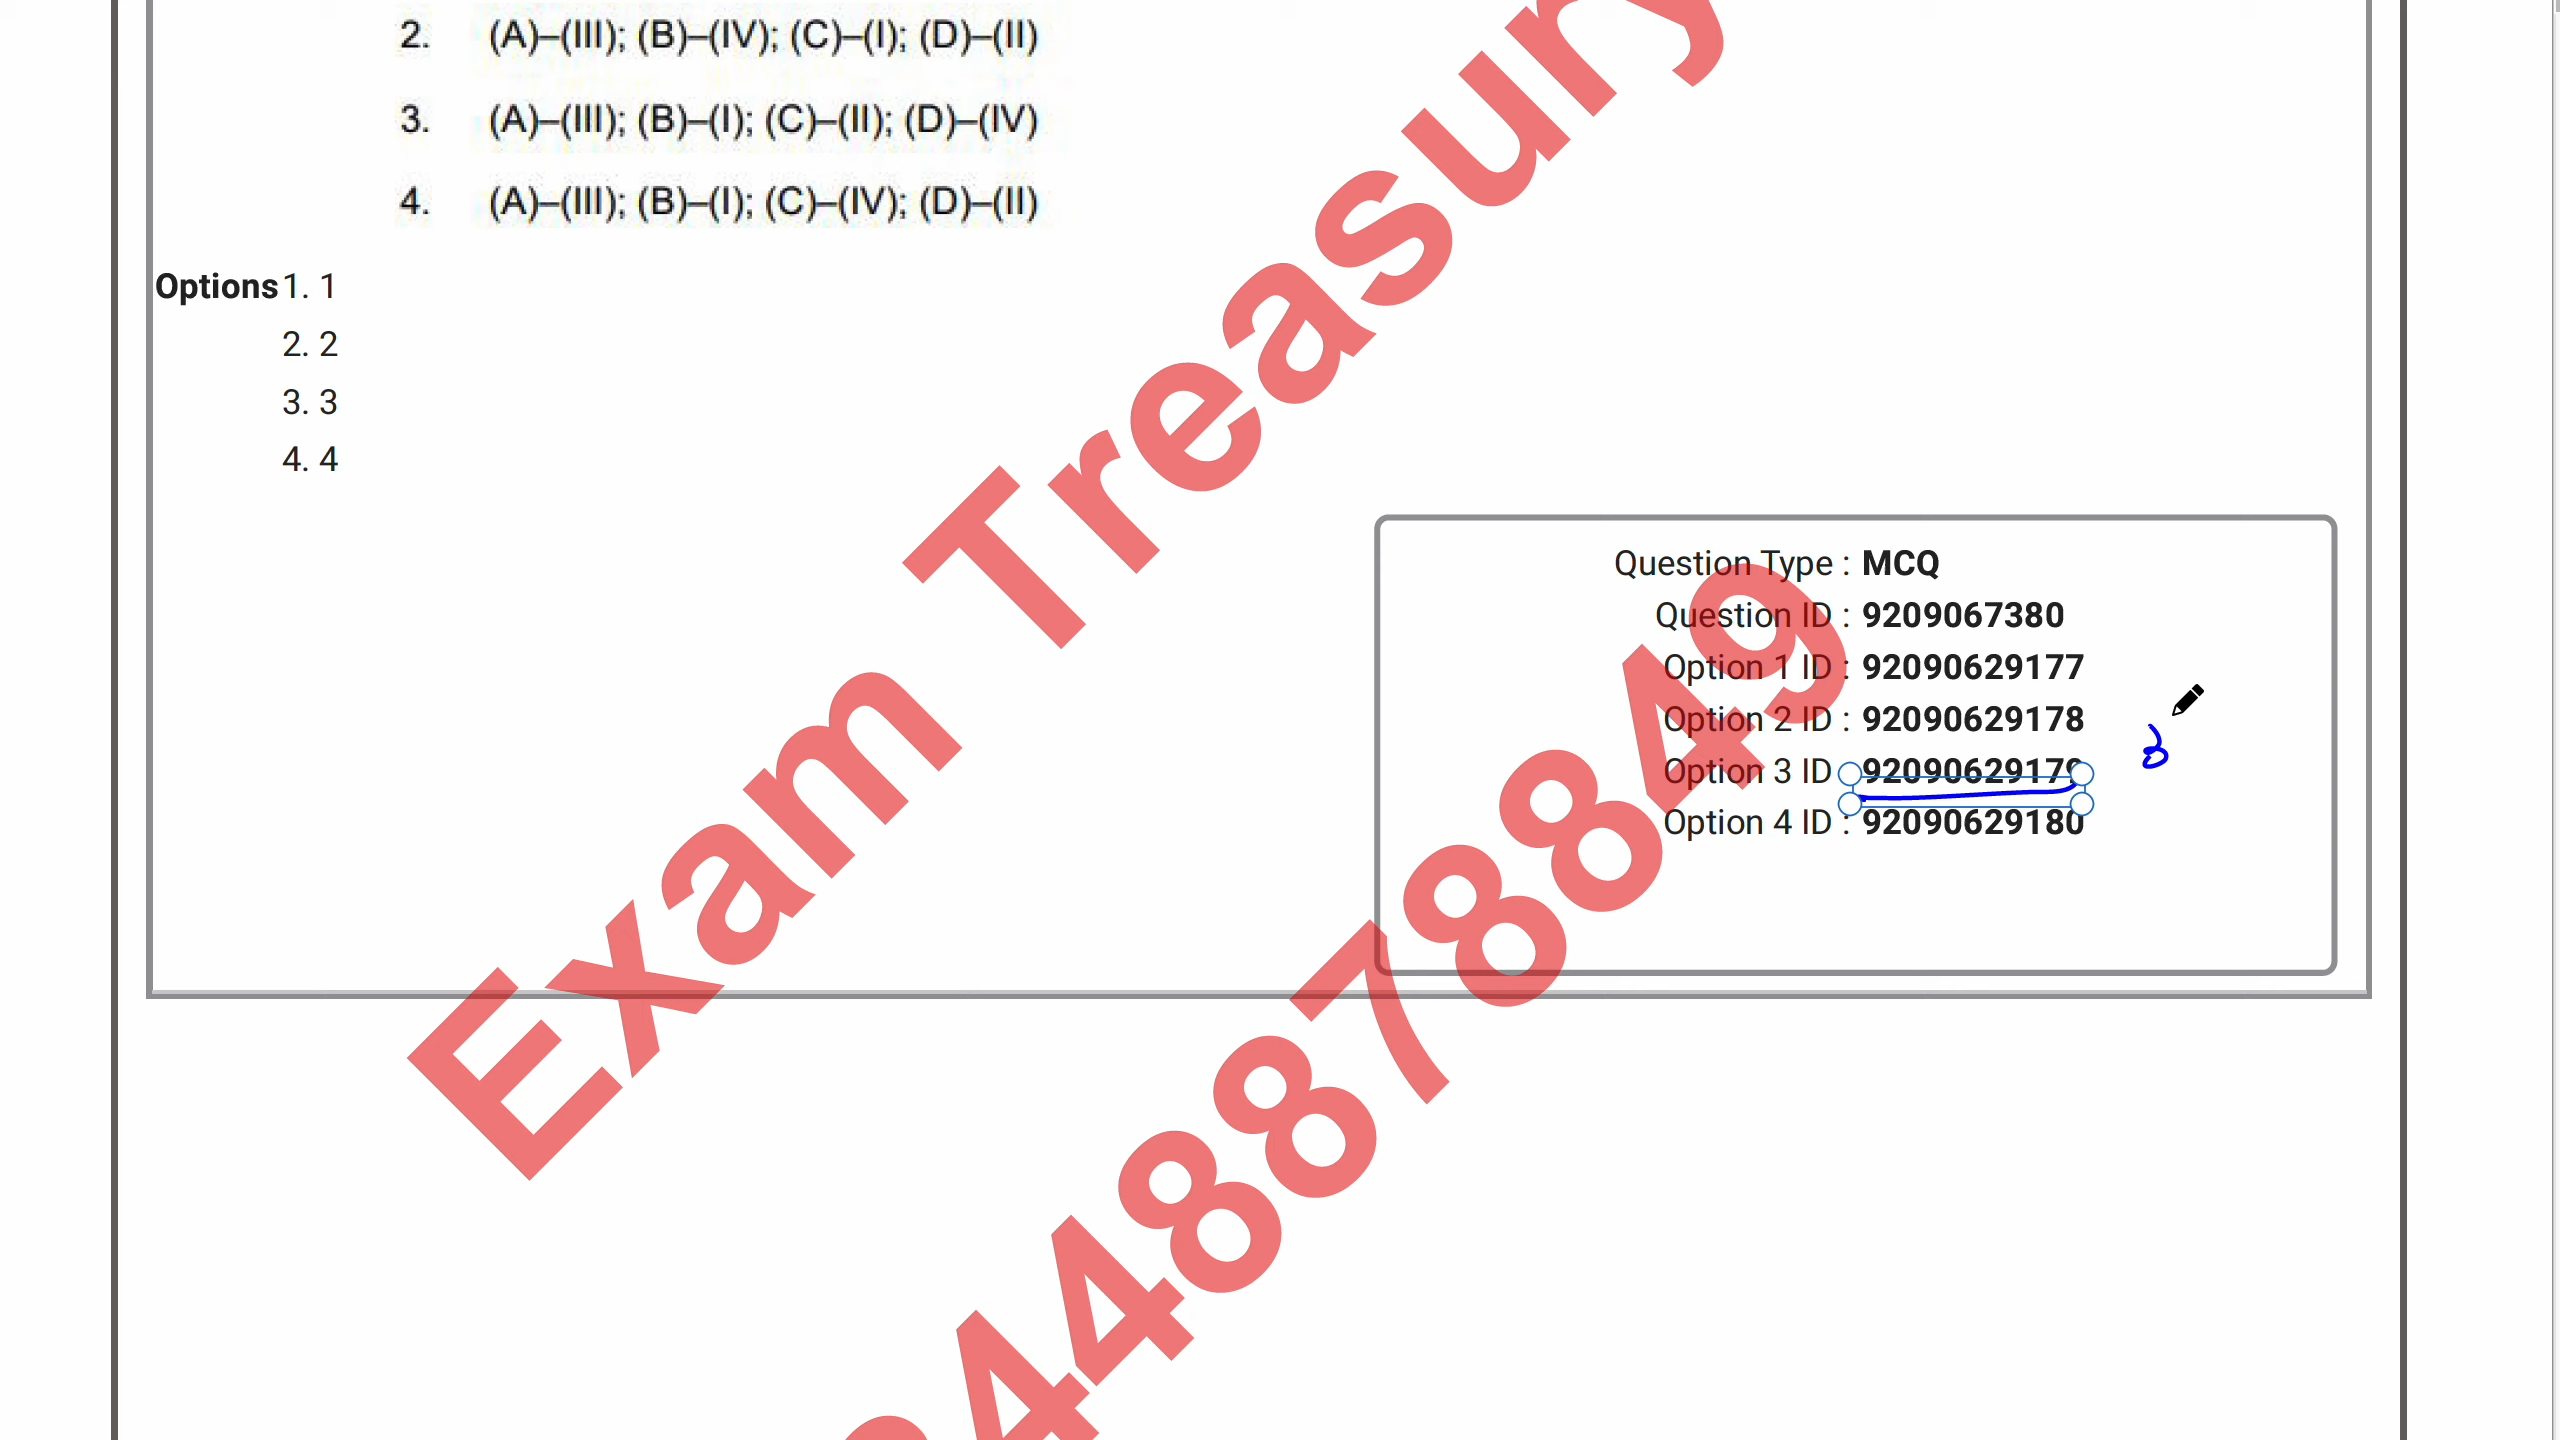 2. (A)–(III); (B)–(IV); (C)–(I); (D)–(II)
3. (A)–(III); (B)–(I); (C)–(II); (D)–(IV)
4. (A)–(III); (B)–(I); (C)–(IV); (D)–(II)
Options 1. 1
2. 2
3. 3
4. 4
Question Type : MCQ
Question ID : 9209067380
Option 1 ID : 92090629177
Option 2 ID : 92090629178
Option 3 ID : 92090629179
Option 4 ID : 92090629180
Exam Treasury
448878849